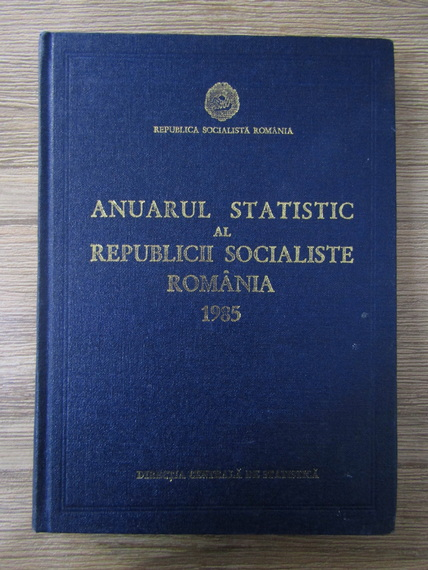 REPUBLICA SOCIALISTĂ ROMÂNIA
ANUARUL STATISTIC
AL
REPUBLICII SOCIALISTE
ROMÂNIA
1985
DIRECȚIA CENTRALĂ DE STATISTICĂ